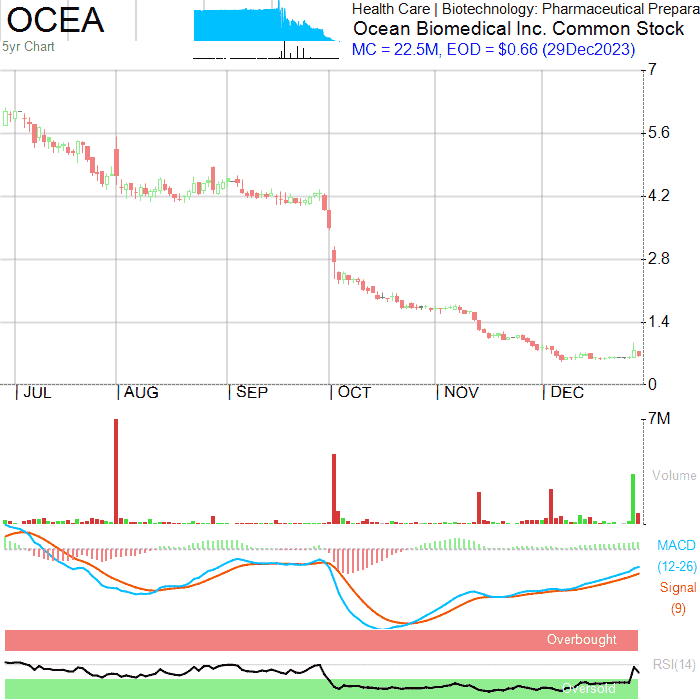 OCEA
5yr Chart
Health Care | Biotechnology: Pharmaceutical Prepara
Ocean Biomedical Inc. Common Stock
MC = 22.5M, EOD = $0.66 (29Dec2023)
7
5.6
4.2
2.8
1.4
0
JUL AUG SEP OCT NOV DEC
7M
Volume
MACD
(12-26)
Signal
(9)
Overbought
RSI(14)
Oversold